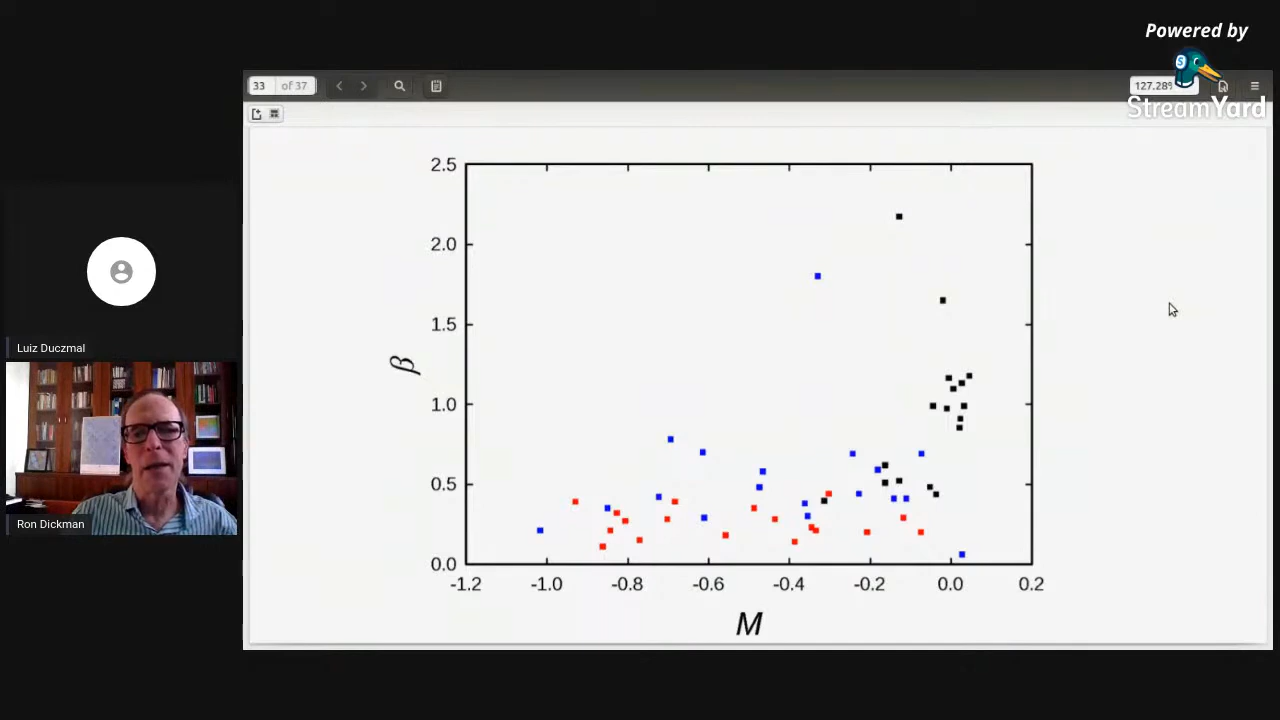 Powered by
StreamYard
33 of 37
127.28%
2.5
2.0
1.5
1.0
0.5
0.0
β
-1.2 -1.0 -0.8 -0.6 -0.4 -0.2 0.0 0.2
M
Luiz Duczmal
Ron Dickman